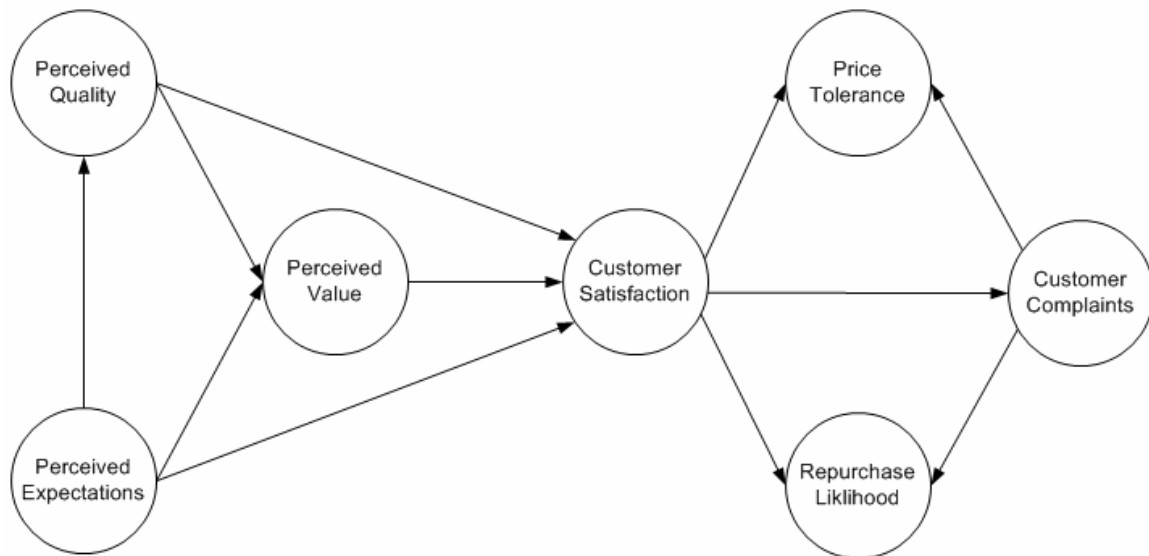 Perceived
Quality
Price
Tolerance
Perceived
Value
Customer
Satisfaction
Customer
Complaints
Perceived
Expectations
Repurchase
Liklihood